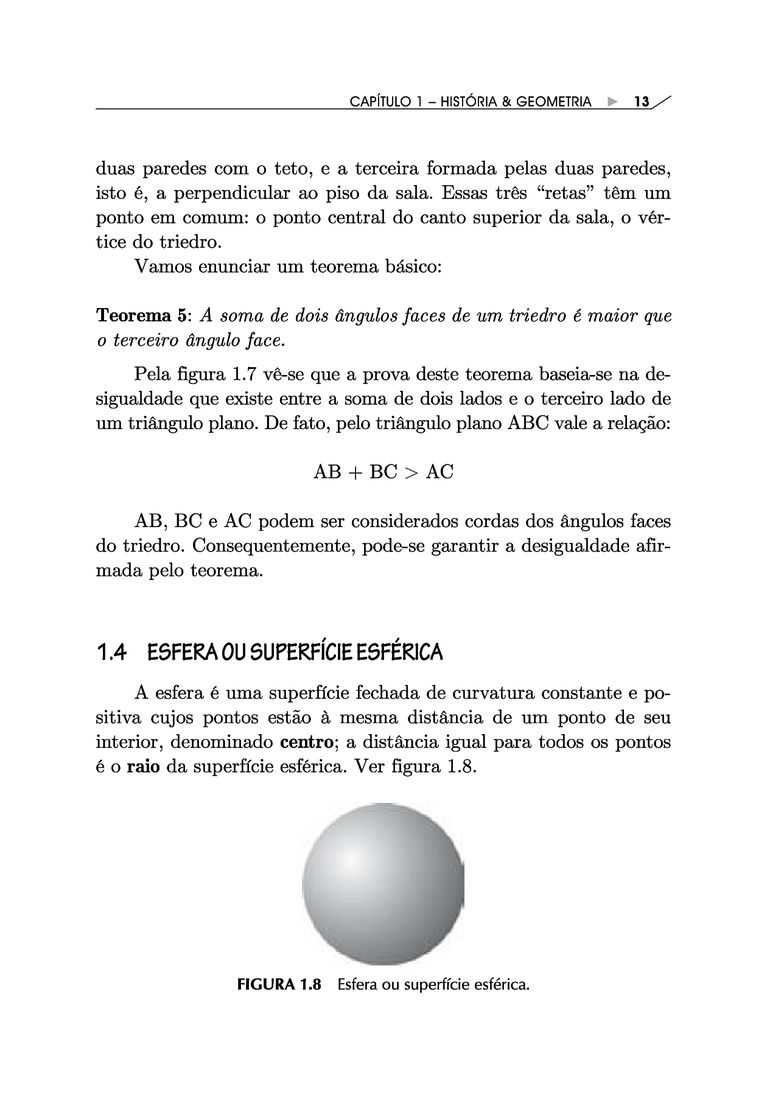 CAPÍTULO 1 – HISTÓRIA & GEOMETRIA ► 13
duas paredes com o teto, e a terceira formada pelas duas paredes,
isto é, a perpendicular ao piso da sala. Essas três “retas” têm um
ponto em comum: o ponto central do canto superior da sala, o vér-
tice do triedro.
Vamos enunciar um teorema básico:
Teorema 5: A soma de dois ângulos faces de um triedro é maior que
o terceiro ângulo face.
Pela figura 1.7 vê-se que a prova deste teorema baseia-se na de-
sigualdade que existe entre a soma de dois lados e o terceiro lado de
um triângulo plano. De fato, pelo triângulo plano ABC vale a relação:
AB + BC > AC
AB, BC e AC podem ser considerados cordas dos ângulos faces
do triedro. Consequentemente, pode-se garantir a desigualdade afir-
mada pelo teorema.
1.4 ESFERA OU SUPERFÍCIE ESFÉRICA
A esfera é uma superfície fechada de curvatura constante e po-
sitiva cujos pontos estão à mesma distância de um ponto de seu
interior, denominado centro; a distância igual para todos os pontos
é o raio da superfície esférica. Ver figura 1.8.
FIGURA 1.8 Esfera ou superfície esférica.